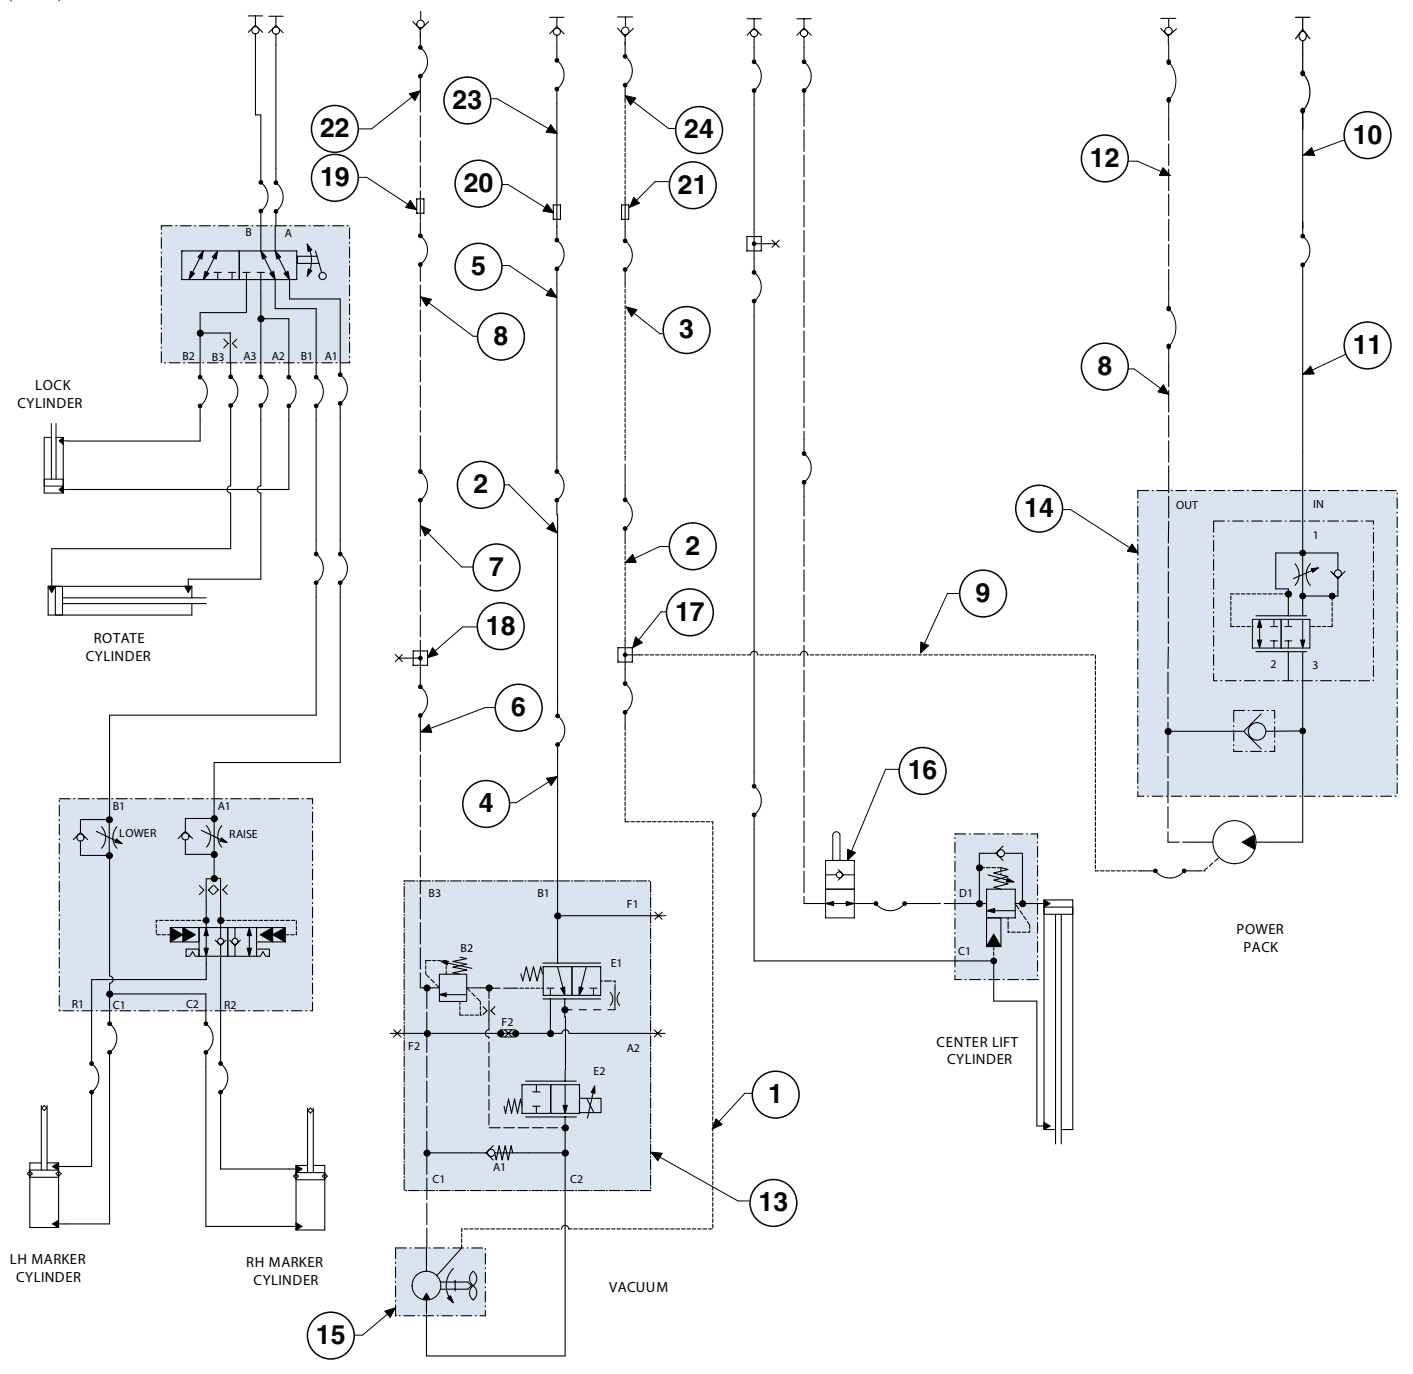 22
23
24
10
12
19
20
21
B A
5
8
3
11
8
B2 B3 A3 A2 B1 A1
LOCK
CYLINDER
2
14
OUT IN
1
7
2
9
18
17
ROTATE
CYLINDER
2 3
6
16
4
B1 A1
LOWER RAISE
B3 B1
F1
D1
POWER
PACK
B2 E1
C1
R1 C1 C2 R2
F2
F2 A2
CENTER LIFT
CYLINDER
E2
1
A1
C1 C2
13
LH MARKER
CYLINDER
RH MARKER
CYLINDER
VACUUM
15